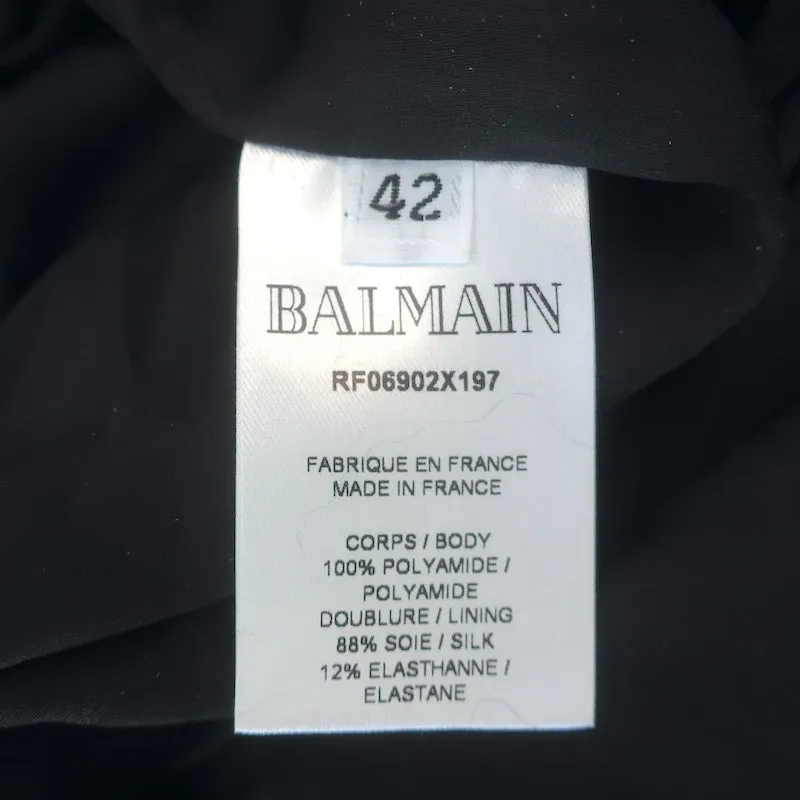 42
BALMAIN
RF06902X197
FABRIQUE EN FRANCE
MADE IN FRANCE
CORPS / BODY
100% POLYAMIDE /
POLYAMIDE
DOUBLURE / LINING
88% SOIE / SILK
12% ELASTHANNE /
ELASTANE